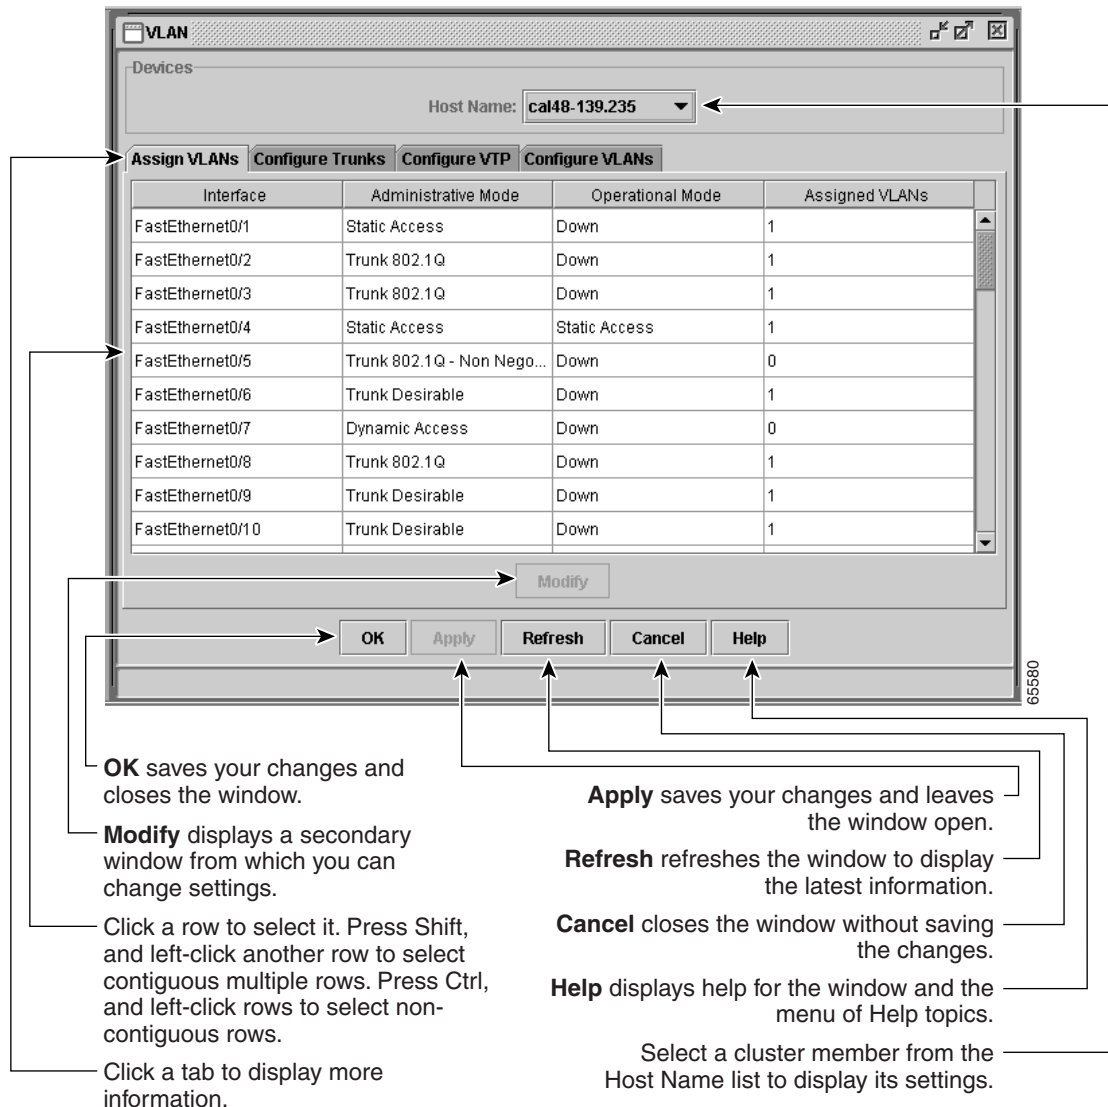 VLAN
Devices
Host Name: cal48-139.235
Assign VLANs Configure Trunks Configure VTP Configure VLANs
Interface Administrative Mode Operational Mode Assigned VLANs
FastEthernet0/1 Static Access Down 1
FastEthernet0/2 Trunk 802.1Q Down 1
FastEthernet0/3 Trunk 802.1Q Down 1
FastEthernet0/4 Static Access Static Access 1
FastEthernet0/5 Trunk 802.1Q - Non Nego... Down 0
FastEthernet0/6 Trunk Desirable Down 1
FastEthernet0/7 Dynamic Access Down 0
FastEthernet0/8 Trunk 802.1Q Down 1
FastEthernet0/9 Trunk Desirable Down 1
FastEthernet0/10 Trunk Desirable Down 1
Modify
OK Apply Refresh Cancel Help
65580
OK saves your changes and
closes the window.
Modify displays a secondary
window from which you can
change settings.
Click a row to select it. Press Shift,
and left-click another row to select
contiguous multiple rows. Press Ctrl,
and left-click rows to select non-
contiguous rows.
Click a tab to display more
information.
Apply saves your changes and leaves
the window open.
Refresh refreshes the window to display
the latest information.
Cancel closes the window without saving
the changes.
Help displays help for the window and the
menu of Help topics.
Select a cluster member from the
Host Name list to display its settings.